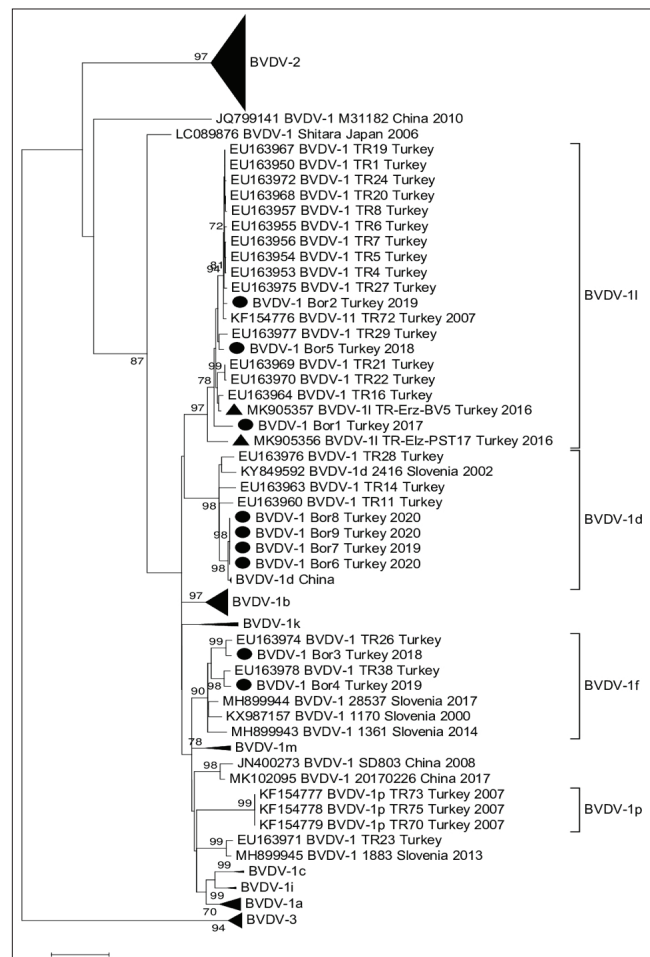 97
BVDV-2
JQ799141 BVDV-1 M31182 China 2010
LC089876 BVDV-1 Shitara Japan 2006
EU163967 BVDV-1 TR19 Turkey
EU163950 BVDV-1 TR1 Turkey
EU163972 BVDV-1 TR24 Turkey
EU163968 BVDV-1 TR20 Turkey
EU163957 BVDV-1 TR8 Turkey
72
EU163955 BVDV-1 TR6 Turkey
EU163956 BVDV-1 TR7 Turkey
EU163954 BVDV-1 TR5 Turkey
81
94
EU163953 BVDV-1 TR4 Turkey
EU163975 BVDV-1 TR27 Turkey
BVDV-1l
BVDV-1 Bor2 Turkey 2019
KF154776 BVDV-11 TR72 Turkey 2007
EU163977 BVDV-1 TR29 Turkey
BVDV-1 Bor5 Turkey 2018
87
99
EU163969 BVDV-1 TR21 Turkey
EU163970 BVDV-1 TR22 Turkey
78
EU163964 BVDV-1 TR16 Turkey
97
MK905357 BVDV-1l TR-Erz-BV5 Turkey 2016
BVDV-1 Bor1 Turkey 2017
MK905356 BVDV-1l TR-Elz-PST17 Turkey 2016
EU163976 BVDV-1 TR28 Turkey
KY849592 BVDV-1d 2416 Slovenia 2002
EU163963 BVDV-1 TR14 Turkey
98
EU163960 BVDV-1 TR11 Turkey
BVDV-1 Bor8 Turkey 2020
BVDV-1d
98
BVDV-1 Bor9 Turkey 2020
BVDV-1 Bor7 Turkey 2019
98
BVDV-1 Bor6 Turkey 2020
BVDV-1d China
97
BVDV-1b
BVDV-1k
99
EU163974 BVDV-1 TR26 Turkey
BVDV-1 Bor3 Turkey 2018
EU163978 BVDV-1 TR38 Turkey
BVDV-1f
90
98
BVDV-1 Bor4 Turkey 2019
MH899944 BVDV-1 28537 Slovenia 2017
KX987157 BVDV-1 1170 Slovenia 2000
MH899943 BVDV-1 1361 Slovenia 2014
78
BVDV-1m
98
JN400273 BVDV-1 SD803 China 2008
MK102095 BVDV-1 20170226 China 2017
KF154777 BVDV-1p TR73 Turkey 2007
99
KF154778 BVDV-1p TR75 Turkey 2007
BVDV-1p
KF154779 BVDV-1p TR70 Turkey 2007
99
EU163971 BVDV-1 TR23 Turkey
MH899945 BVDV-1 1883 Slovenia 2013
99
BVDV-1c
BVDV-1i
99
BVDV-1a
70
BVDV-3
94